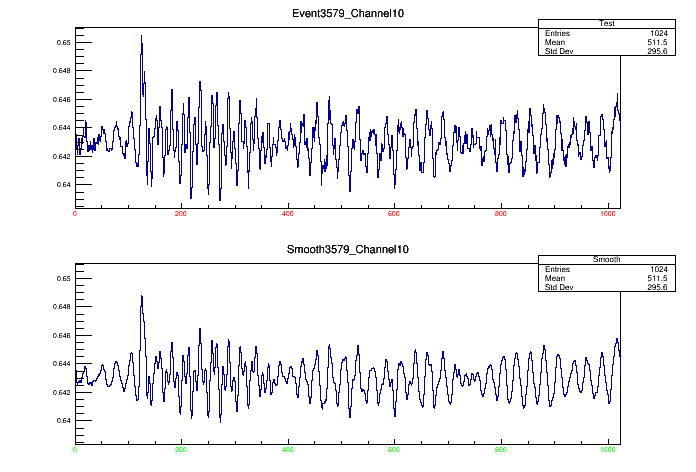 Event3579_Channel10
Test
Entries 1024
Mean 511.5
Std Dev 295.6
0.65
0.648
0.646
0.644
0.642
0.64
0 200 400 600 800 1000
Smooth3579_Channel10
Smooth
Entries 1024
Mean 511.5
Std Dev 295.6
0.65
0.648
0.646
0.644
0.642
0.64
0 200 400 600 800 1000